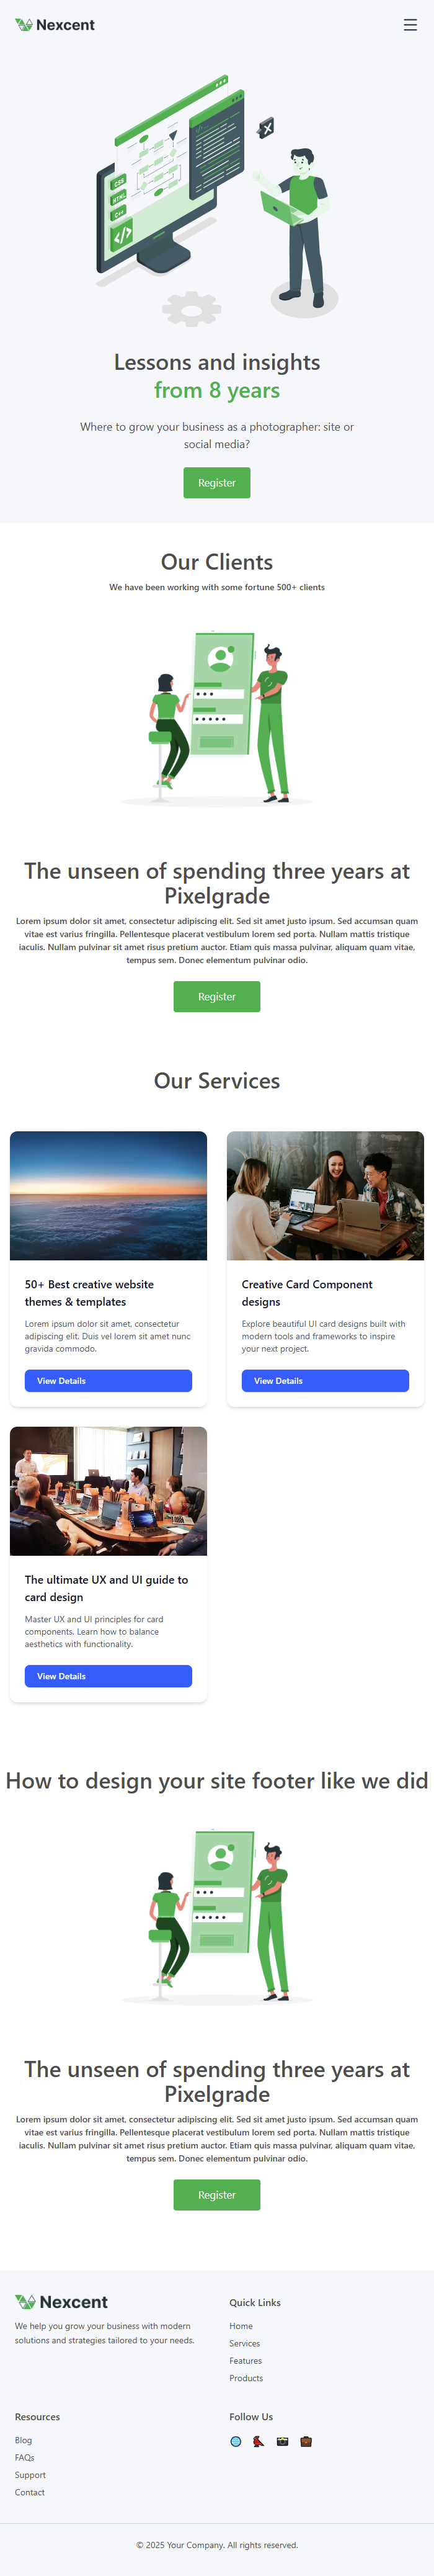 Nexcent
CSS
HTML
C++
</>
Lessons and insights
from 8 years
Where to grow your business as a photographer: site or
social media?
Register
Our Clients
We have been working with some fortune 500+ clients
The unseen of spending three years at
Pixelgrade
Lorem ipsum dolor sit amet, consectetur adipiscing elit. Sed sit amet justo ipsum. Sed accumsan quam
vitae est varius fringilla. Pellentesque placerat vestibulum lorem sed porta. Nullam mattis tristique
iaculis. Nullam pulvinar sit amet risus pretium auctor. Etiam quis massa pulvinar, aliquam quam vitae,
tempus sem. Donec elementum pulvinar odio.
Register
Our Services
50+ Best creative website
themes & templates
Lorem ipsum dolor sit amet, consectetur
adipiscing elit. Duis vel lorem sit amet nunc
gravida commodo.
View Details
Creative Card Component
designs
Explore beautiful UI card designs built with
modern tools and frameworks to inspire
your next project.
View Details
The ultimate UX and UI guide to
card design
Master UX and UI principles for card
components. Learn how to balance
aesthetics with functionality.
View Details
How to design your site footer like we did
The unseen of spending three years at
Pixelgrade
Lorem ipsum dolor sit amet, consectetur adipiscing elit. Sed sit amet justo ipsum. Sed accumsan quam
vitae est varius fringilla. Pellentesque placerat vestibulum lorem sed porta. Nullam mattis tristique
iaculis. Nullam pulvinar sit amet risus pretium auctor. Etiam quis massa pulvinar, aliquam quam vitae,
tempus sem. Donec elementum pulvinar odio.
Register
Nexcent
We help you grow your business with modern
solutions and strategies tailored to your needs.
Quick Links
Home
Services
Features
Products
Resources
Blog
FAQs
Support
Contact
Follow Us
© 2025 Your Company. All rights reserved.